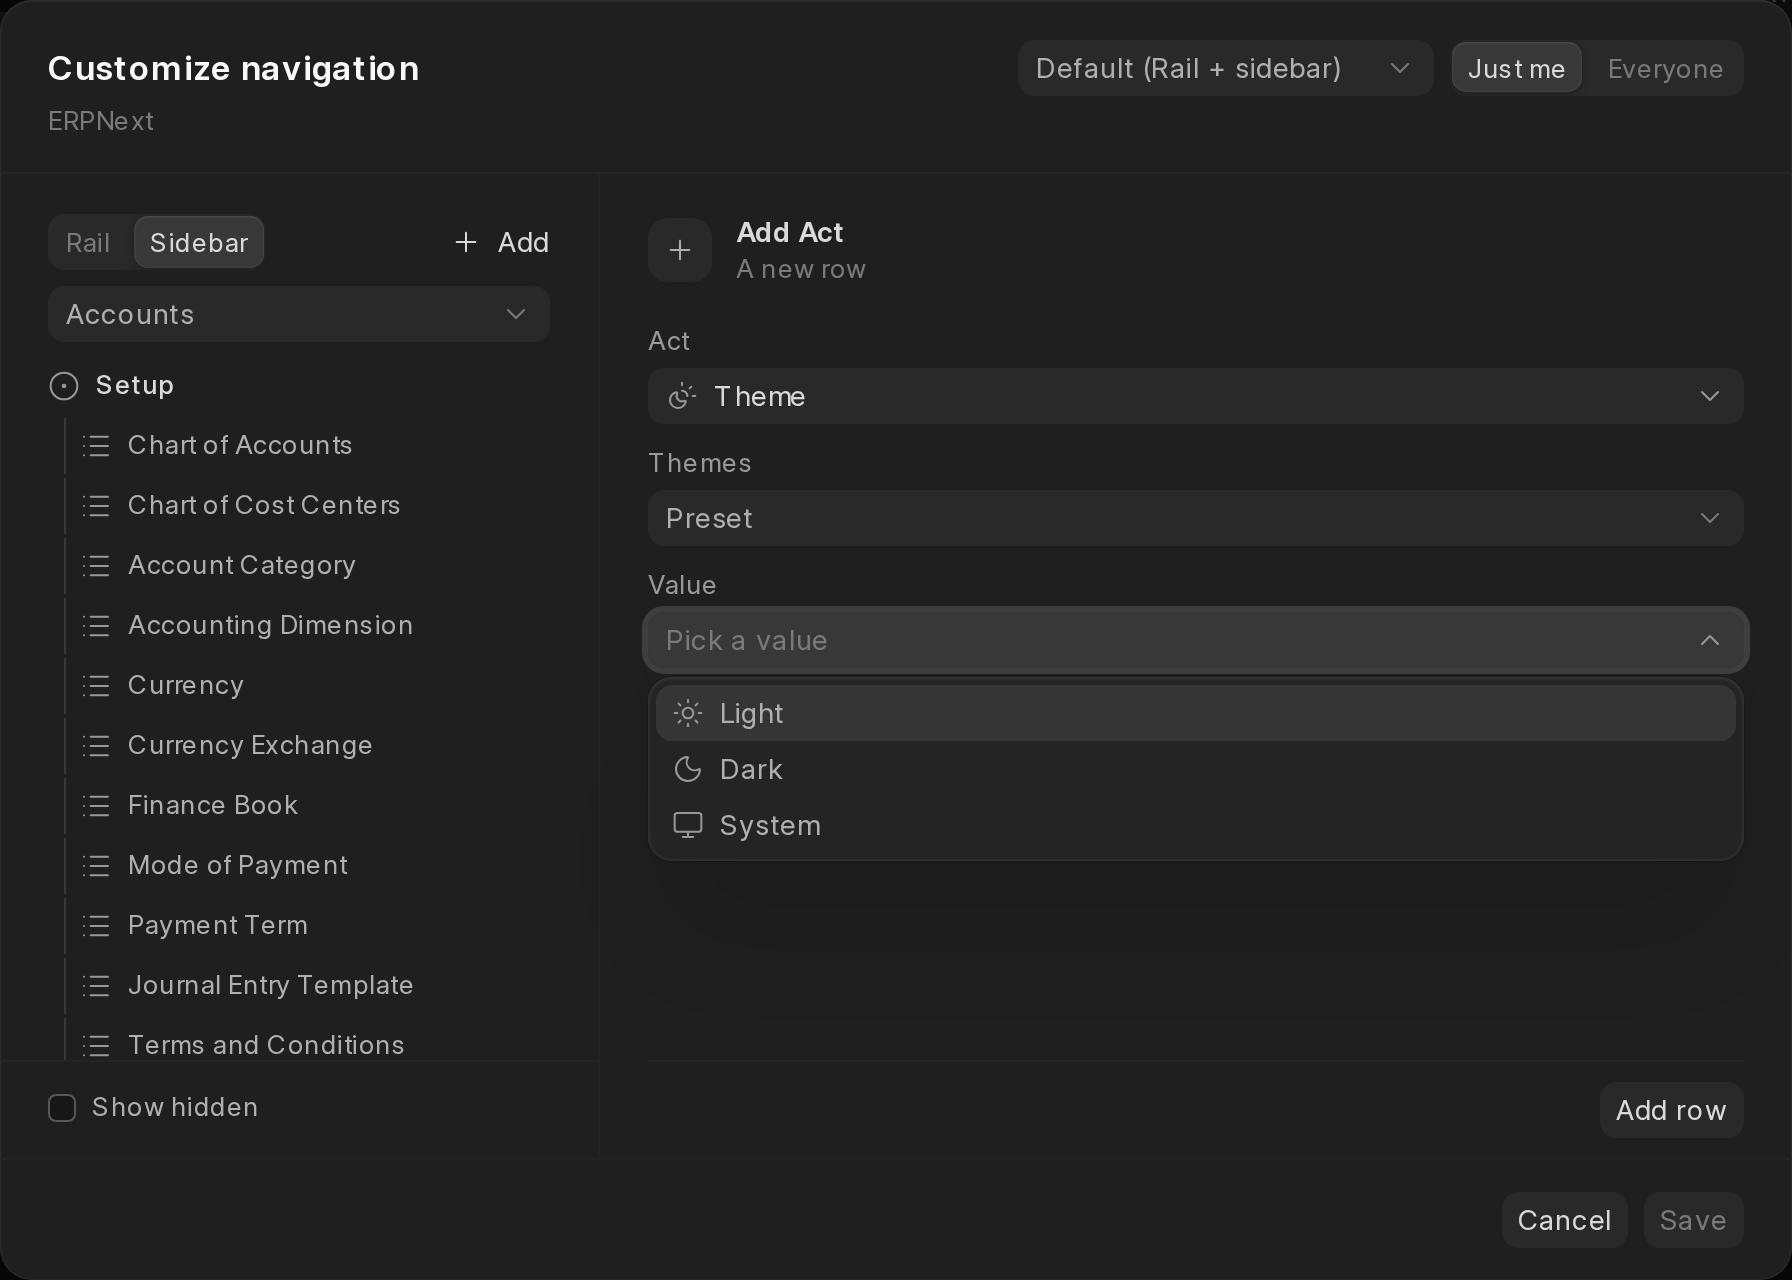 Customize navigation
ERPNext
Default (Rail + sidebar)
Just me
Everyone
Rail
Sidebar
Add
Accounts
Setup
Chart of Accounts
Chart of Cost Centers
Account Category
Accounting Dimension
Currency
Currency Exchange
Finance Book
Mode of Payment
Payment Term
Journal Entry Template
Terms and Conditions
Show hidden
Add Act
A new row
Act
Theme
Themes
Preset
Value
Pick a value
Light
Dark
System
Add row
Cancel
Save